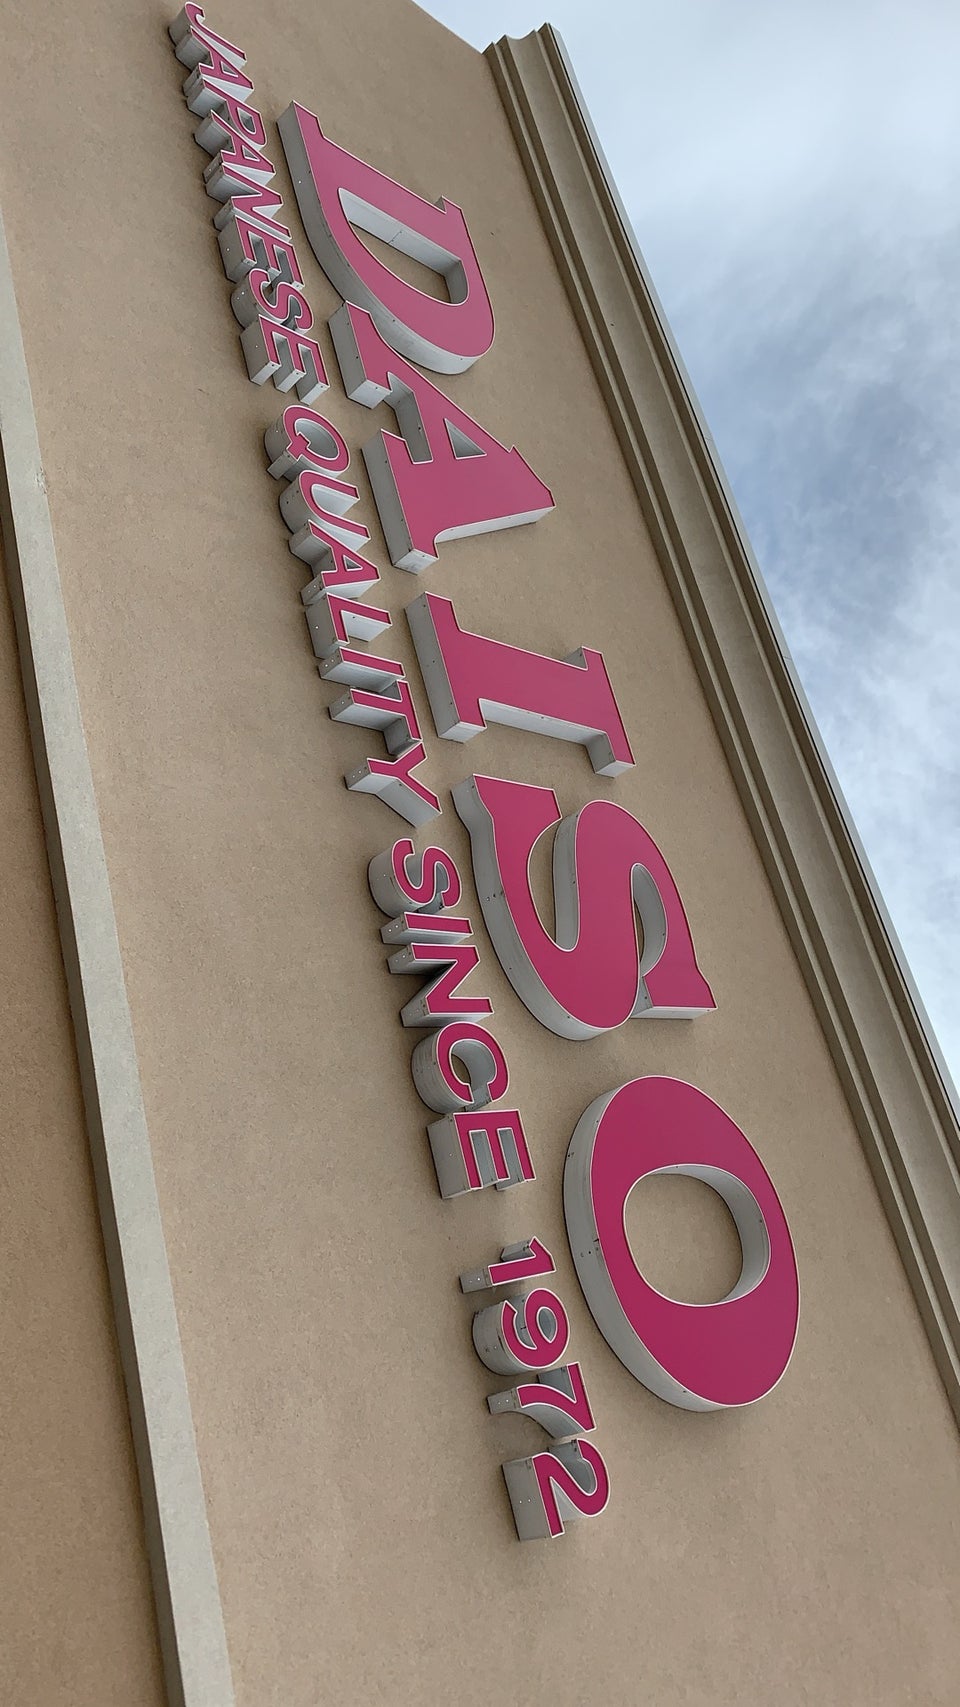 DAISO
JAPANESE QUALITY SINCE 1972